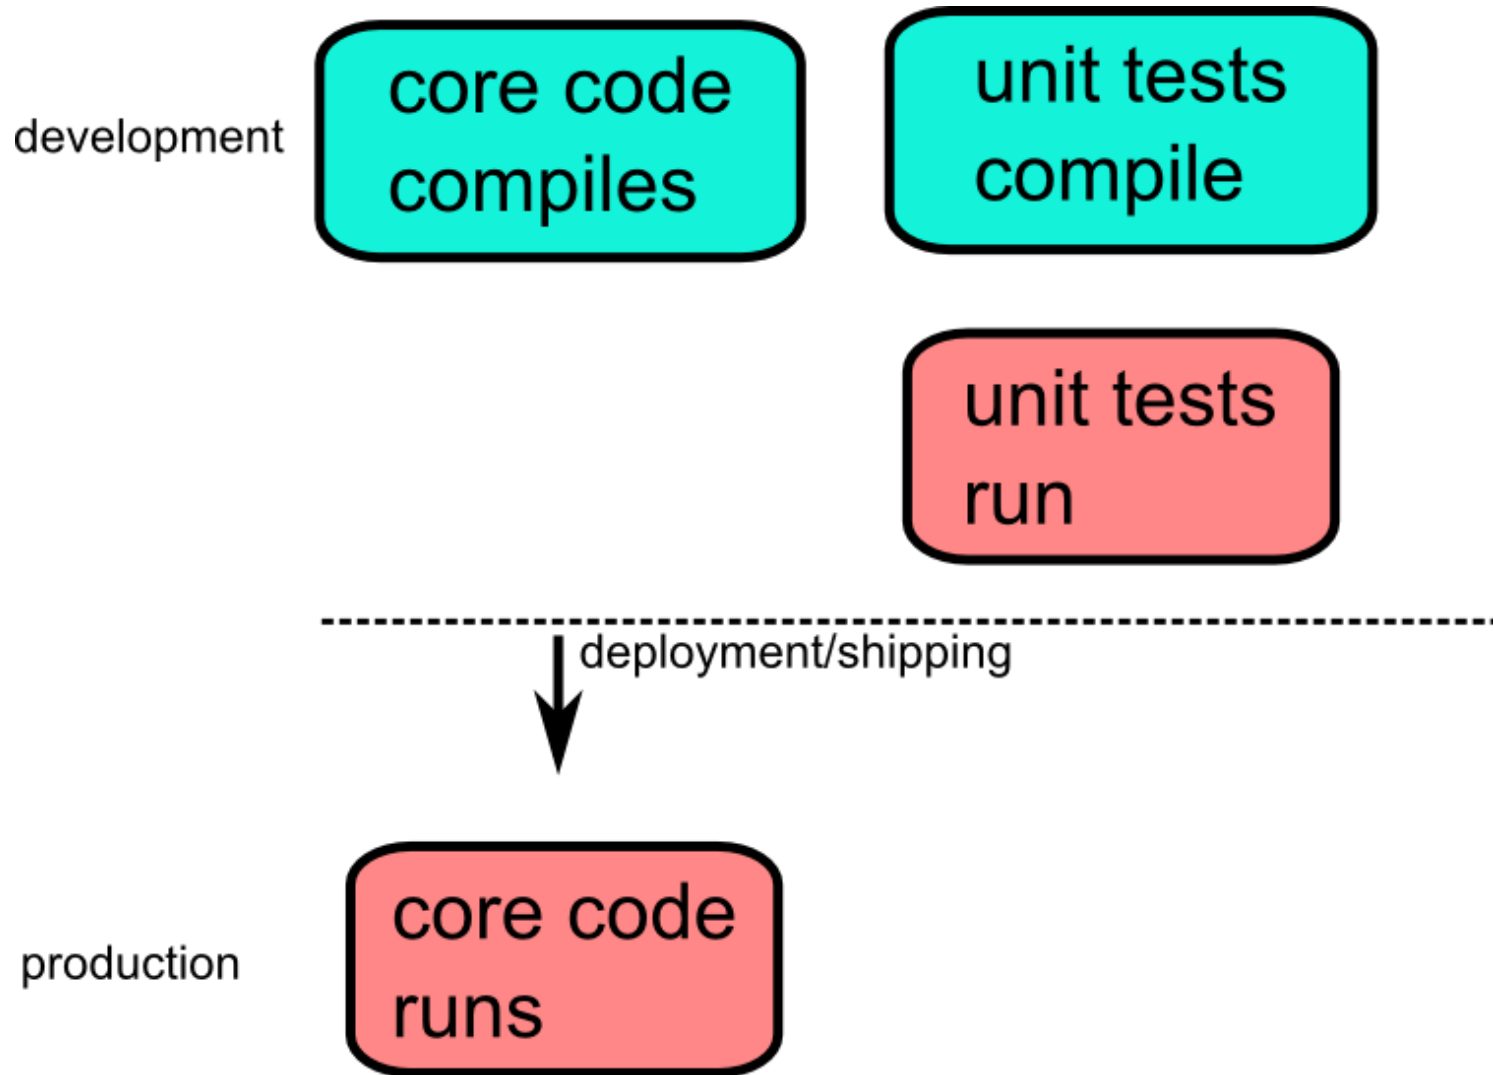 core code
compiles
unit tests
compile
development
unit tests
run
deployment/shipping
core code
runs
production